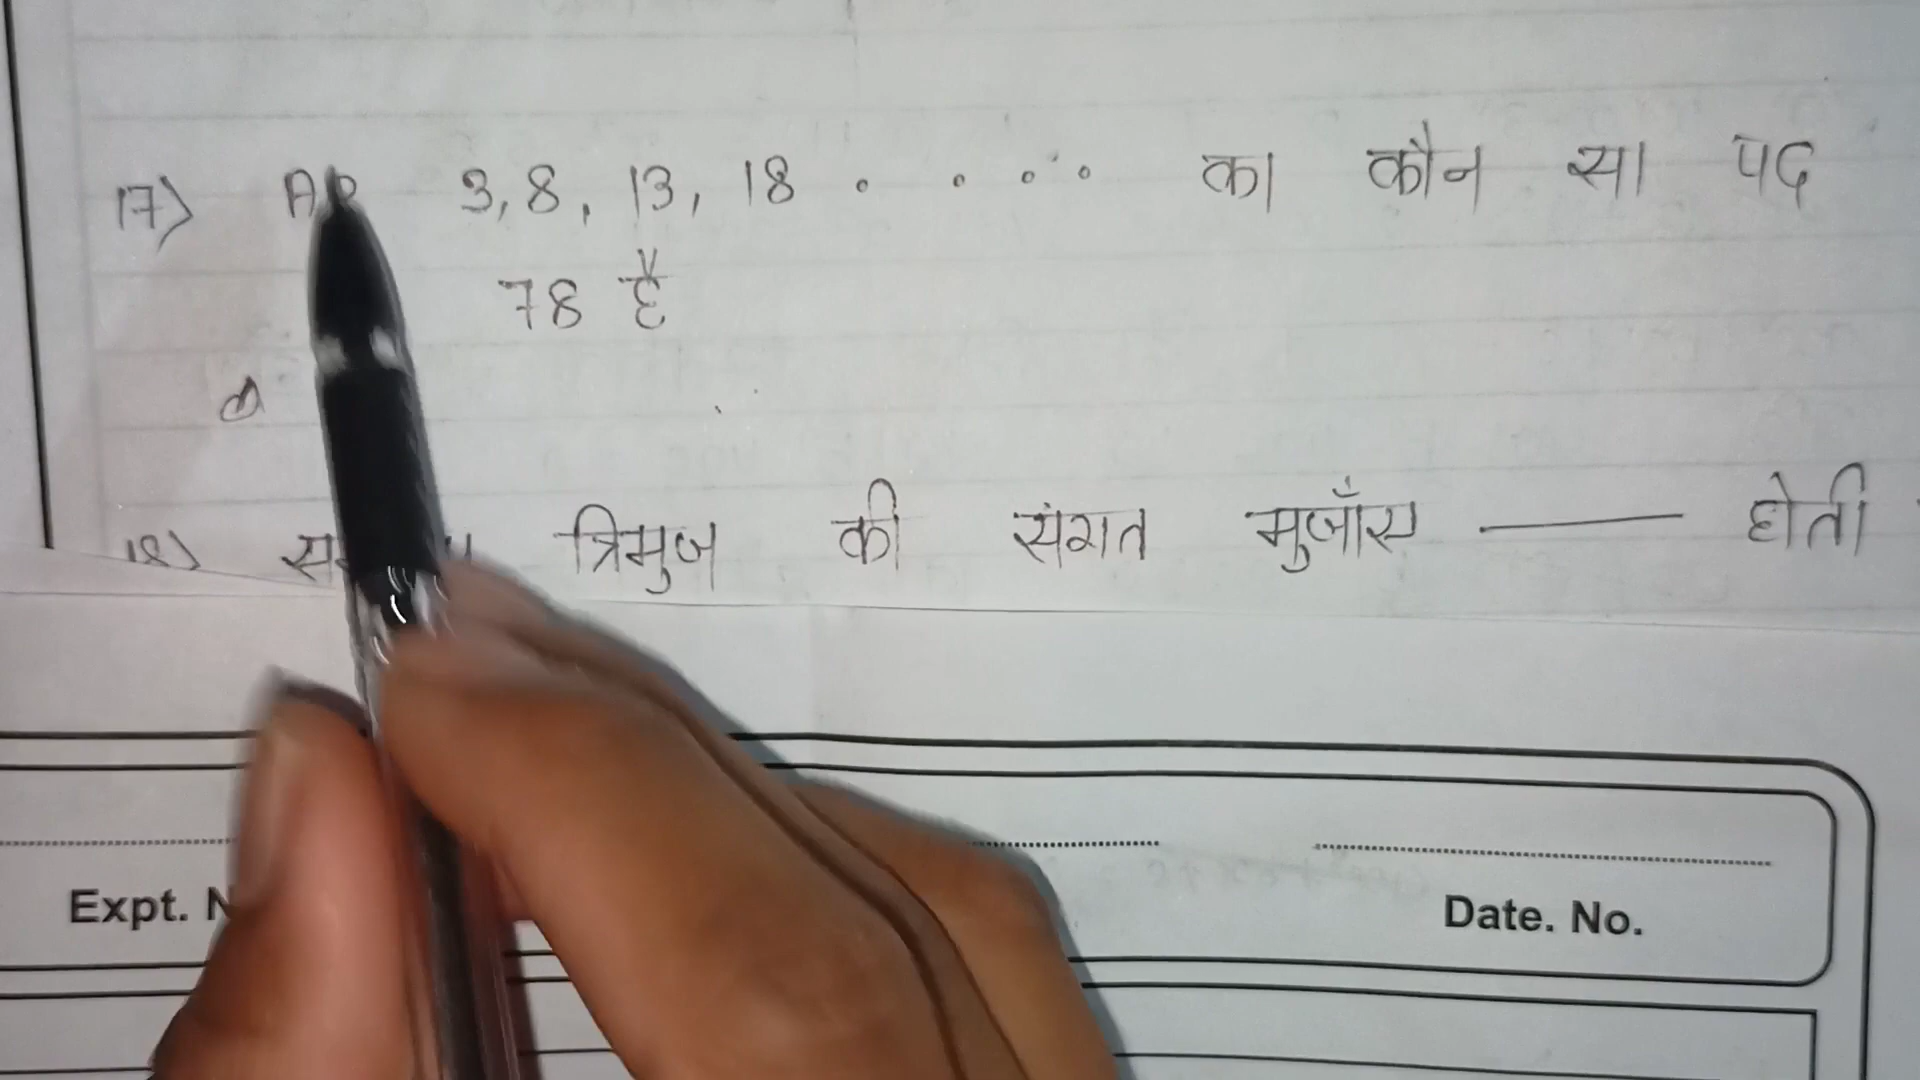 17) AP 3, 8, 13, 18 . . . . का कौन सा पद
78 है
18) त्रिभुज की संगत भुजाँए —— होती
Expt.
Date. No.